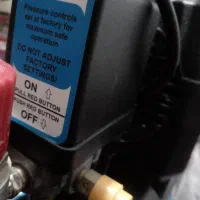 Pressure controls
set at factory for
maximum safe
operation
DO NOT ADJUST
FACTORY
SETTINGS!
ON
PULL RED BUTTON
PUSH RED BUTTON
OFF